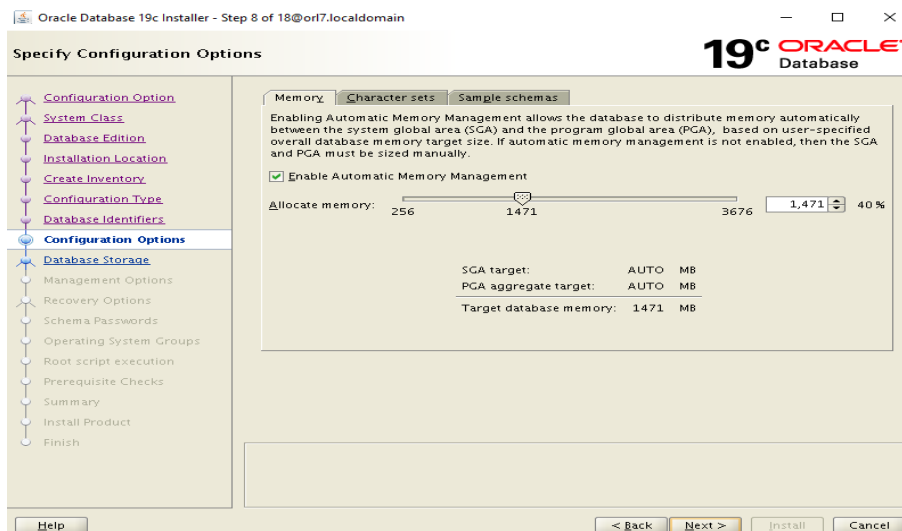 Oracle Database 19c Installer - Step 8 of 18@orl7.localdomain
Specify Configuration Options
19c ORACLE
Database
Configuration Option
System Class
Database Edition
Installation Location
Create Inventory
Configuration Type
Database Identifiers
Configuration Options
Database Storage
Management Options
Recovery Options
Schema Passwords
Operating System Groups
Root script execution
Prerequisite Checks
Summary
Install Product
Finish
Memory Character sets Sample schemas
Enabling Automatic Memory Management allows the database to distribute memory automatically
between the system global area (SGA) and the program global area (PGA), based on user-specified
overall database memory target size. If automatic memory management is not enabled, then the SGA
and PGA must be sized manually.
Enable Automatic Memory Management
Allocate memory: 256 1471 3676 1,471 40 %
SGA target: AUTO MB
PGA aggregate target: AUTO MB
Target database memory: 1471 MB
Help < Back Next > Install Cancel